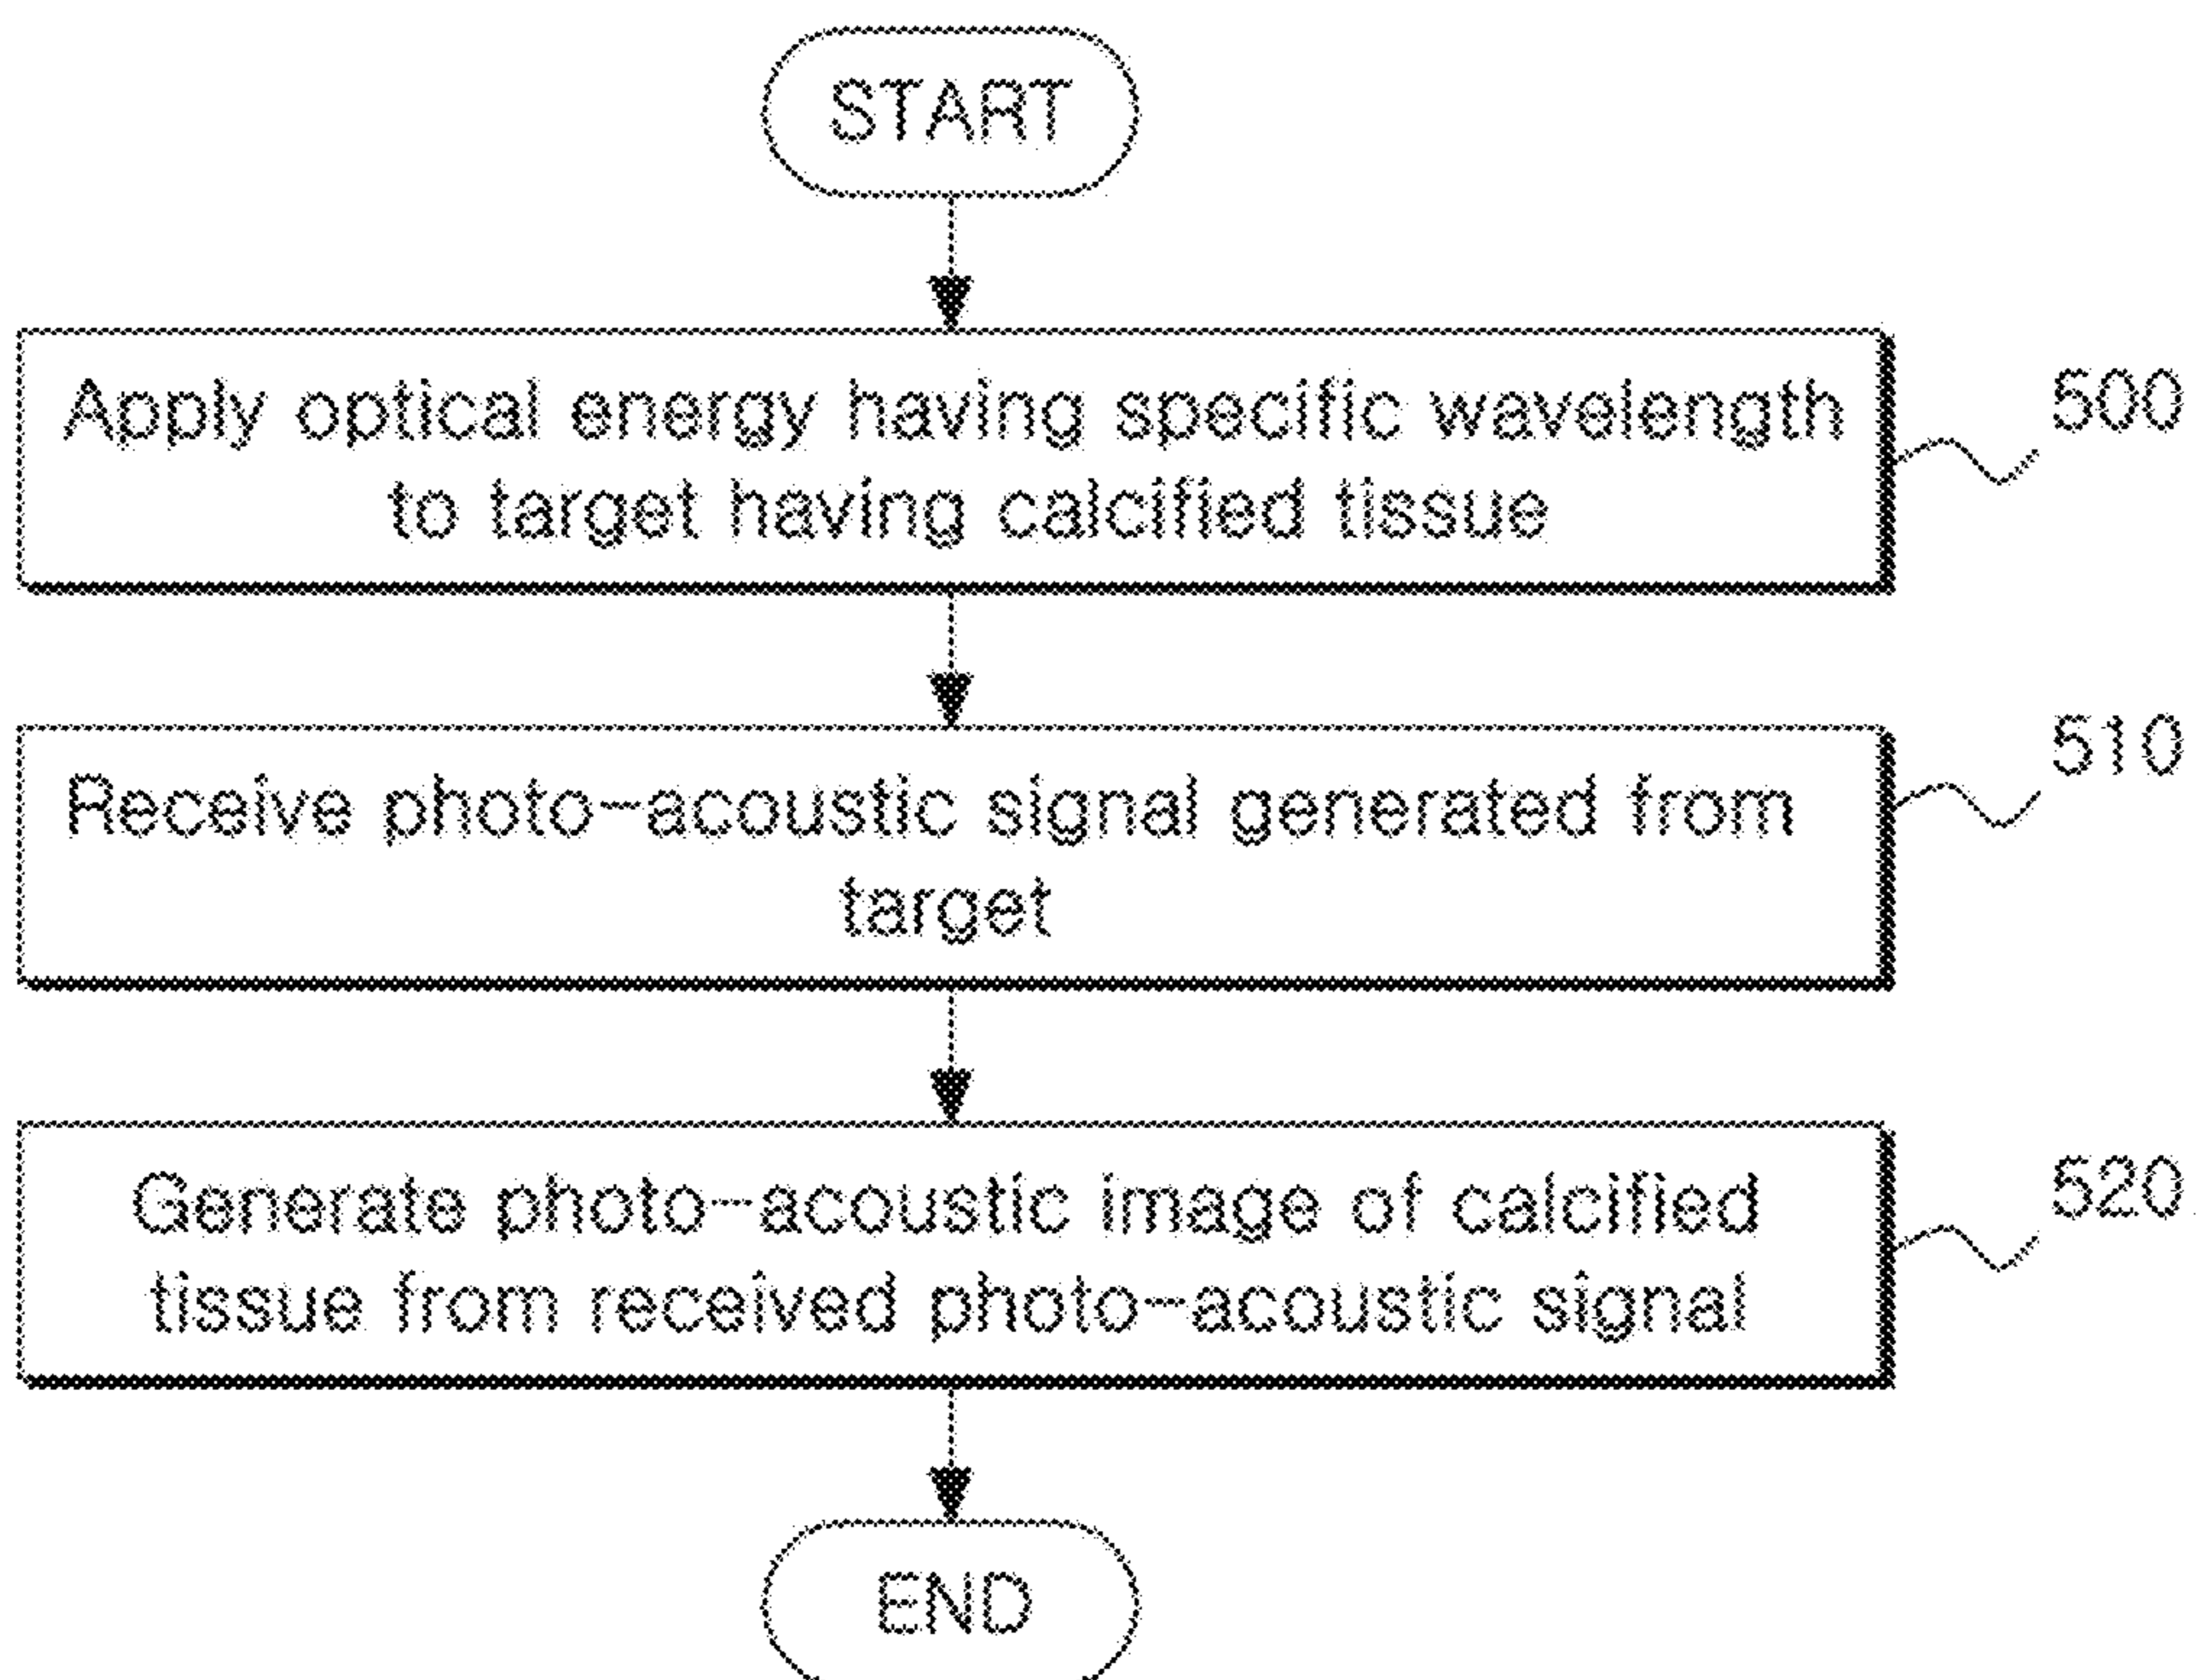 START
Apply optical energy having specific wavelength
to target having calcified tissue
500
Receive photo-acoustic signal generated from
target
510
Generate photo-acoustic image of calcified
tissue from received photo-acoustic signal
520
END